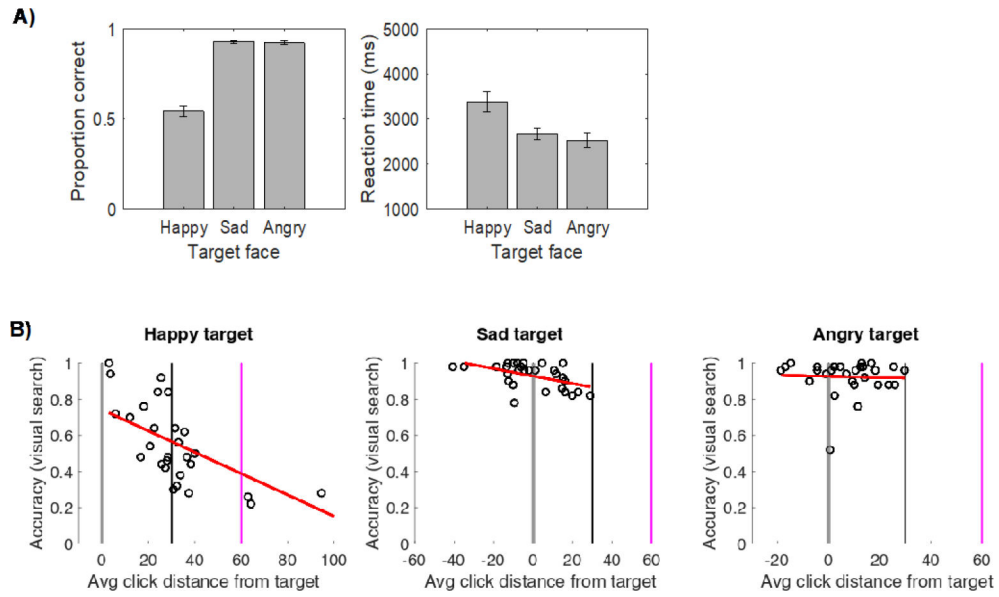 A)
Proportion correct
1
0.5
0
Happy Sad Angry
Target face
Reaction time (ms)
5000
4000
3000
2000
1000
Happy Sad Angry
Target face
B)
Happy target
Accuracy (visual search)
1
0.8
0.6
0.4
0.2
0
0 20 40 60 80 100
Avg click distance from target
Sad target
Accuracy (visual search)
1
0.8
0.6
0.4
0.2
0
-60 -40 -20 0 20 40 60
Avg click distance from target
Angry target
Accuracy (visual search)
1
0.8
0.6
0.4
0.2
0
-20 0 20 40 60
Avg click distance from target